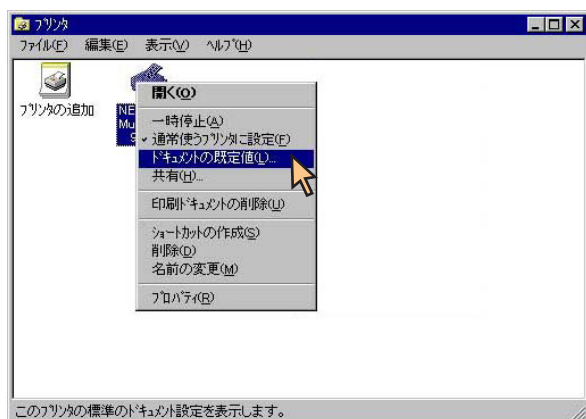 プリンタ
ファイル(F) 編集(E) 表示(V) ヘルプ(H)
プリンタの追加
NE
Mu
開く(O)
一時停止(A)
通常使うプリンタに設定(F)
ドキュメントの既定値(L)...
共有(H)...
印刷ドキュメントの削除(U)
ショートカットの作成(S)
削除(D)
名前の変更(M)
プロパティ(R)
このプリンタの標準のドキュメント設定を表示します。